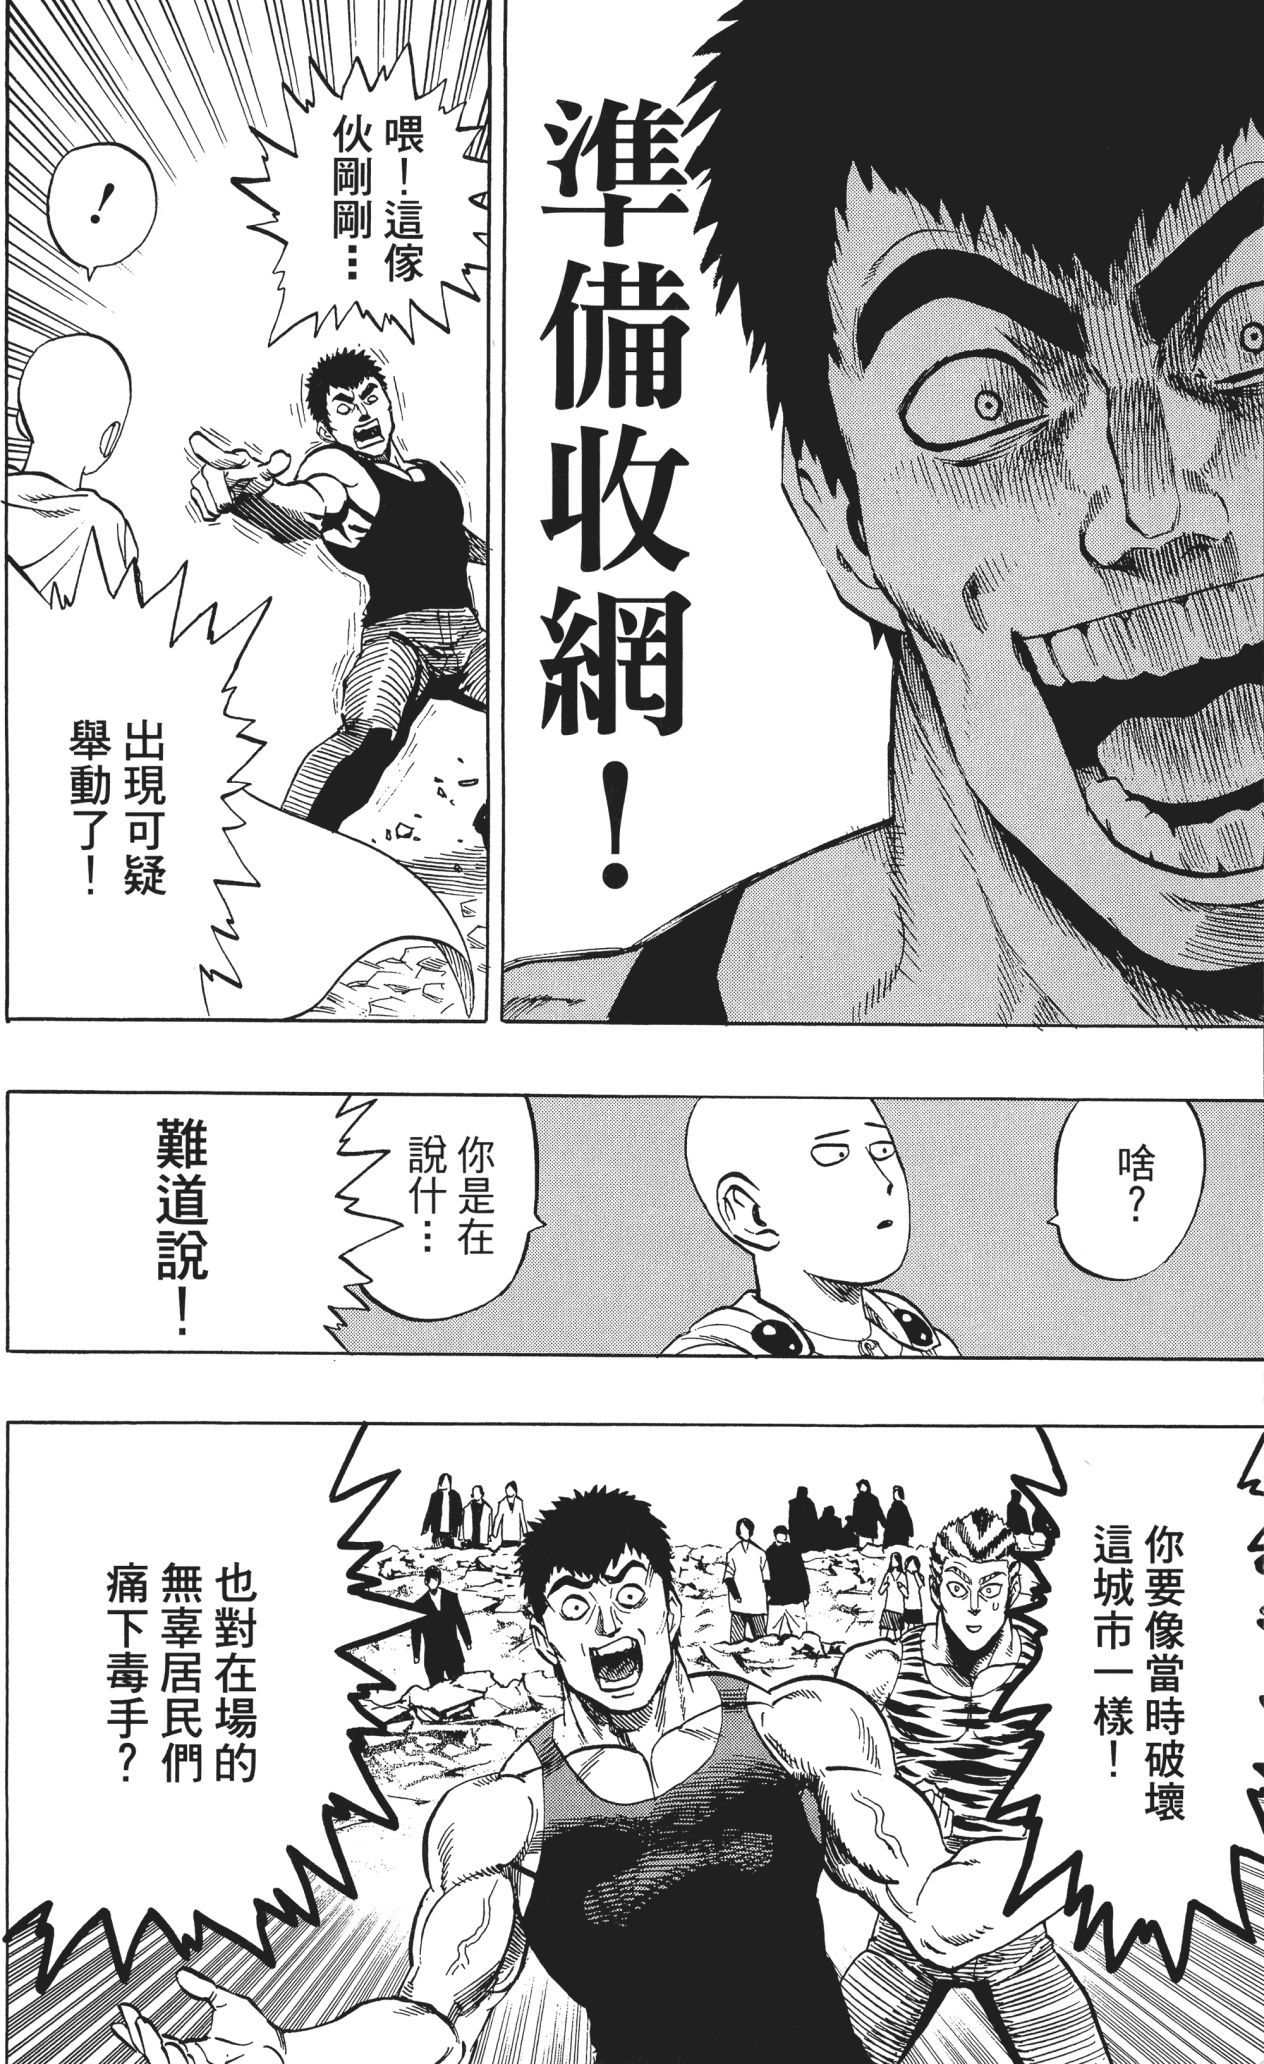 準備收網！
喂！這傢
伙剛剛…
！
出現可疑
舉動了！
啥？
你是在
說什…
難道說！
你要像當時破壞
這城市一樣！
也對在場的
無辜居民們
痛下毒手？